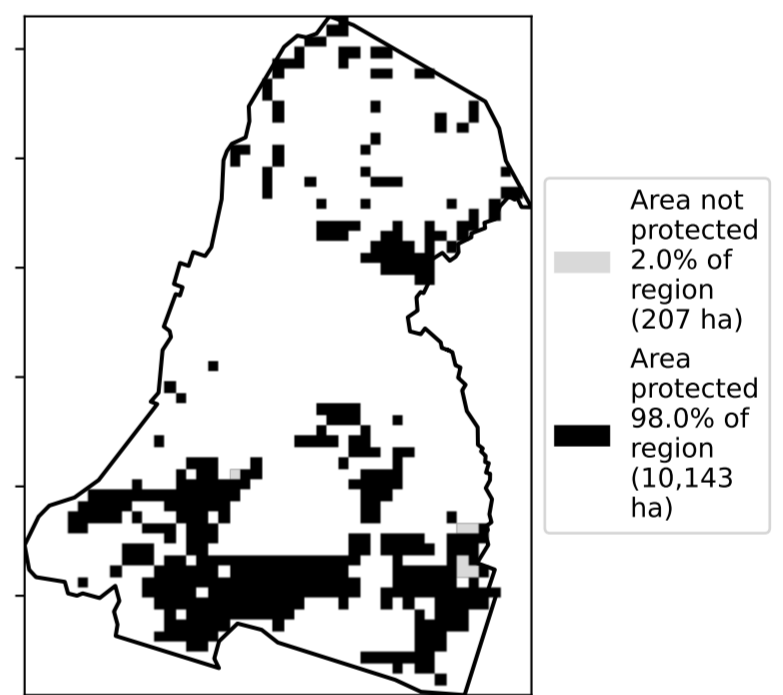 Area not
protected
2.0% of
region
(207 ha)
Area
protected
98.0% of
region
(10,143
ha)